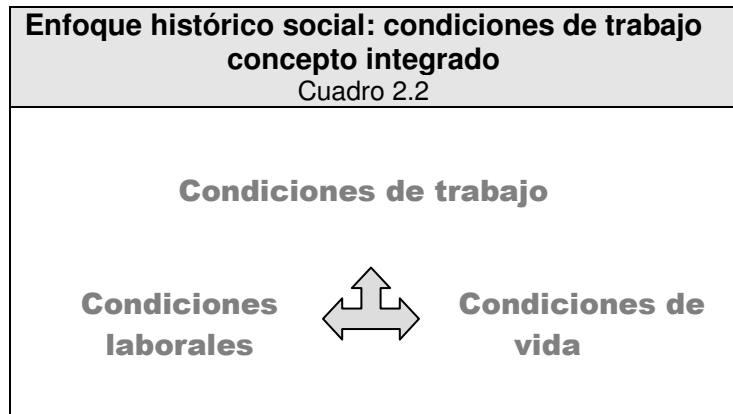 Enfoque histórico social: condiciones de trabajo
concepto integrado
Cuadro 2.2
Condiciones de trabajo
Condiciones
laborales
Condiciones de
vida